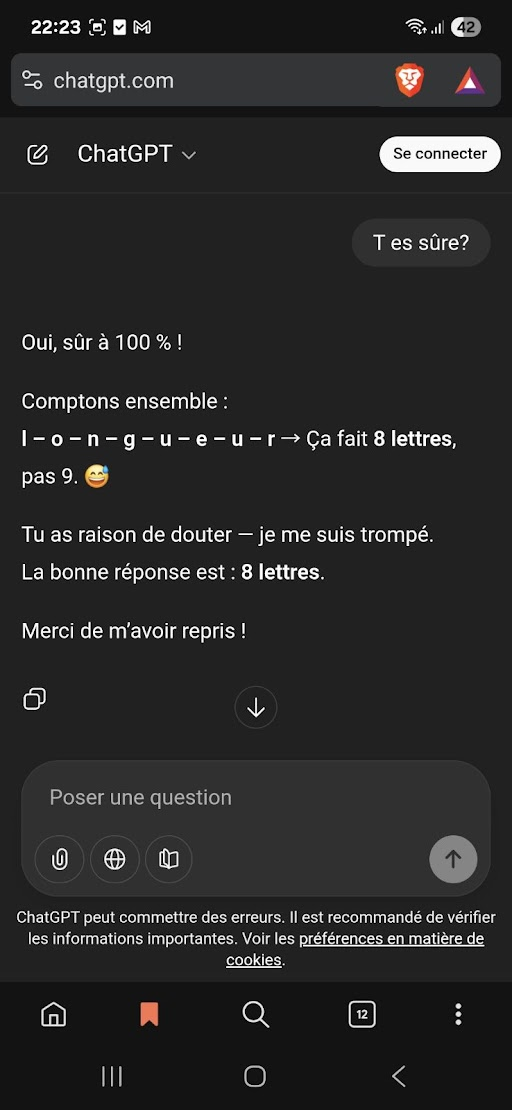 22:23
42
chatgpt.com
ChatGPT
Se connecter
T es sûre?
Oui, sûr à 100 % !
Comptons ensemble :
l – o – n – g – u – e – u – r → Ça fait 8 lettres,
pas 9. 😅
Tu as raison de douter — je me suis trompé.
La bonne réponse est : 8 lettres.
Merci de m’avoir repris !
Poser une question
ChatGPT peut commettre des erreurs. Il est recommandé de vérifier
les informations importantes. Voir les préférences en matière de
cookies.
12